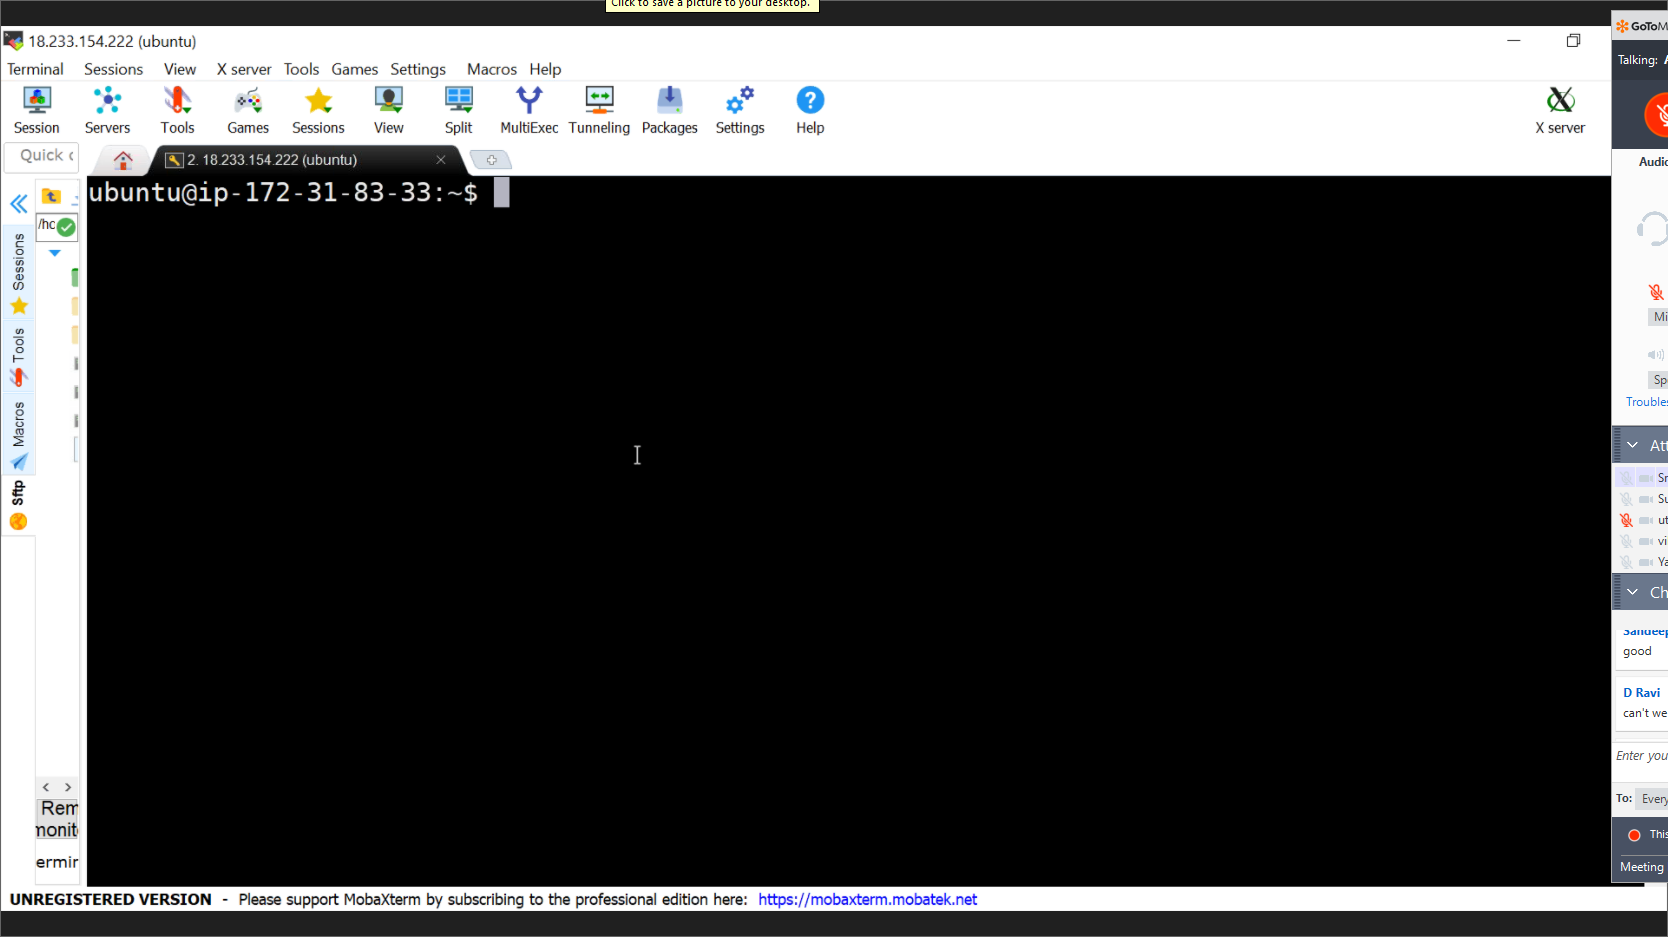 Click to save a picture to your desktop.
18.233.154.222 (ubuntu)
Terminal Sessions View X server Tools Games Settings Macros Help
Session Servers Tools Games Sessions View Split MultiExec Tunneling Packages Settings Help X server
Quick c
2. 18.233.154.222 (ubuntu)
/hc
ubuntu@ip-172-31-83-33:~$
Sessions
Tools
Macros
Sftp
Rem
monit
ermin
UNREGISTERED VERSION - Please support MobaXterm by subscribing to the professional edition here: https://mobaxterm.mobatek.net
GoToM
Talking: A
Audio
Mi
Sp
Troubles
Att
Sr
Su
ut
vi
Ya
Ch
Sandeep
good
D Ravi
can't we
Enter you
To: Every
This
Meeting